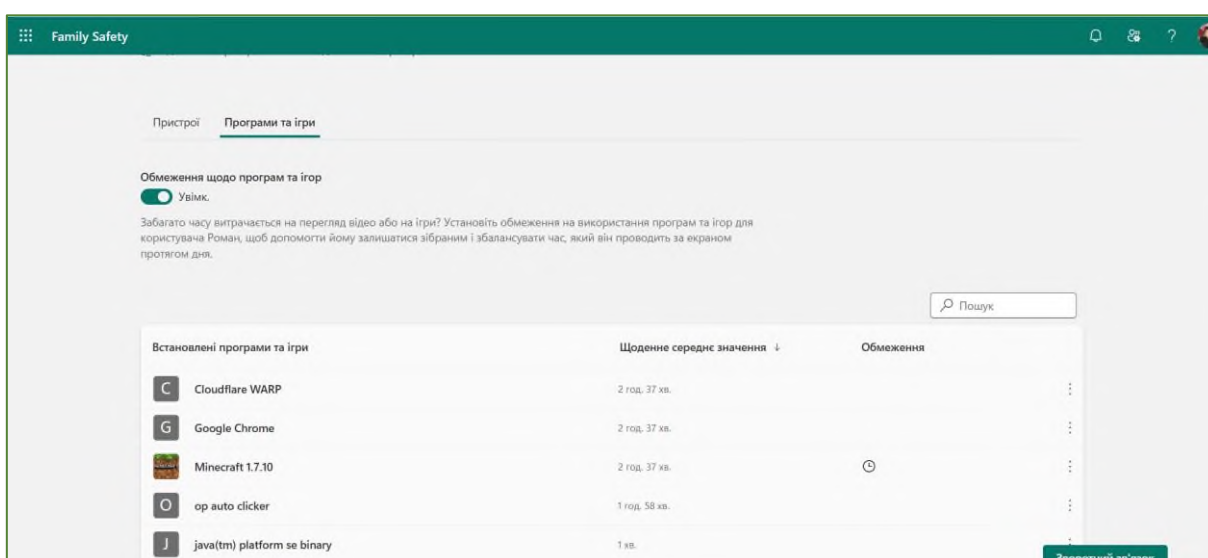 Family Safety
Пристрої Програми та ігри
Обмеження щодо програм та ігор
Увімк.
Забагато часу витрачається на перегляд відео або на ігри? Установіть обмеження на використання програм та ігор для
користувача Роман, щоб допомогти йому залишатися зібраним і збалансувати час, який він проводить за екраном
протягом дня.
Пошук
Встановлені програми та ігри Щоденне середнє значення ↓ Обмеження
C Cloudflare WARP 2 год. 37 хв.
G Google Chrome 2 год. 37 хв.
Minecraft 1.7.10 2 год. 37 хв.
O op auto clicker 1 год. 58 хв.
J java(tm) platform se binary 1 хв.
Зворотний зв'язок